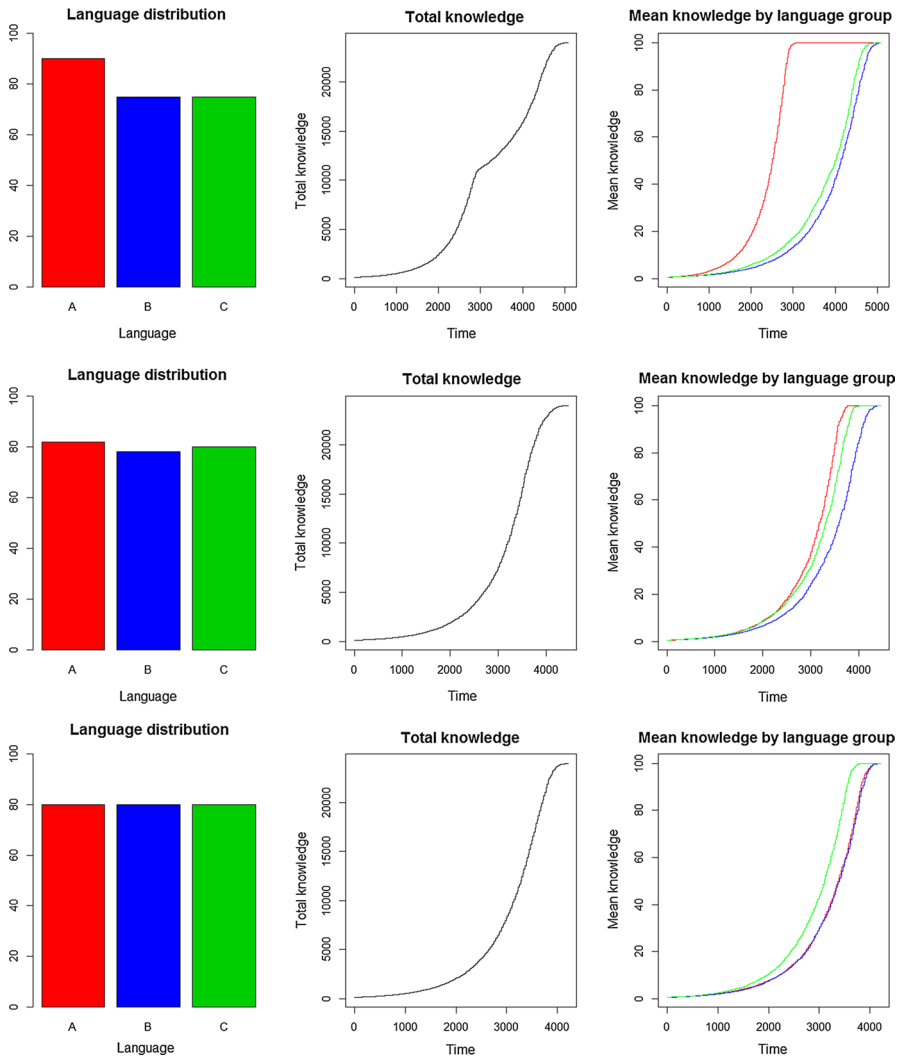 Language distribution
0 20 40 60 80 100
A B C
Language
Total knowledge
Total knowledge
0 5000 10000 15000 20000
0 1000 2000 3000 4000 5000
Time
Mean knowledge by language group
Mean knowledge
0 20 40 60 80 100
0 1000 2000 3000 4000 5000
Time
Language distribution
0 20 40 60 80 100
A B C
Language
Total knowledge
Total knowledge
0 5000 10000 15000 20000
0 1000 2000 3000 4000
Time
Mean knowledge by language group
Mean knowledge
0 20 40 60 80 100
0 1000 2000 3000 4000
Time
Language distribution
0 20 40 60 80 100
A B C
Language
Total knowledge
Total knowledge
0 5000 10000 15000 20000
0 1000 2000 3000 4000
Time
Mean knowledge by language group
Mean knowledge
0 20 40 60 80 100
0 1000 2000 3000 4000
Time